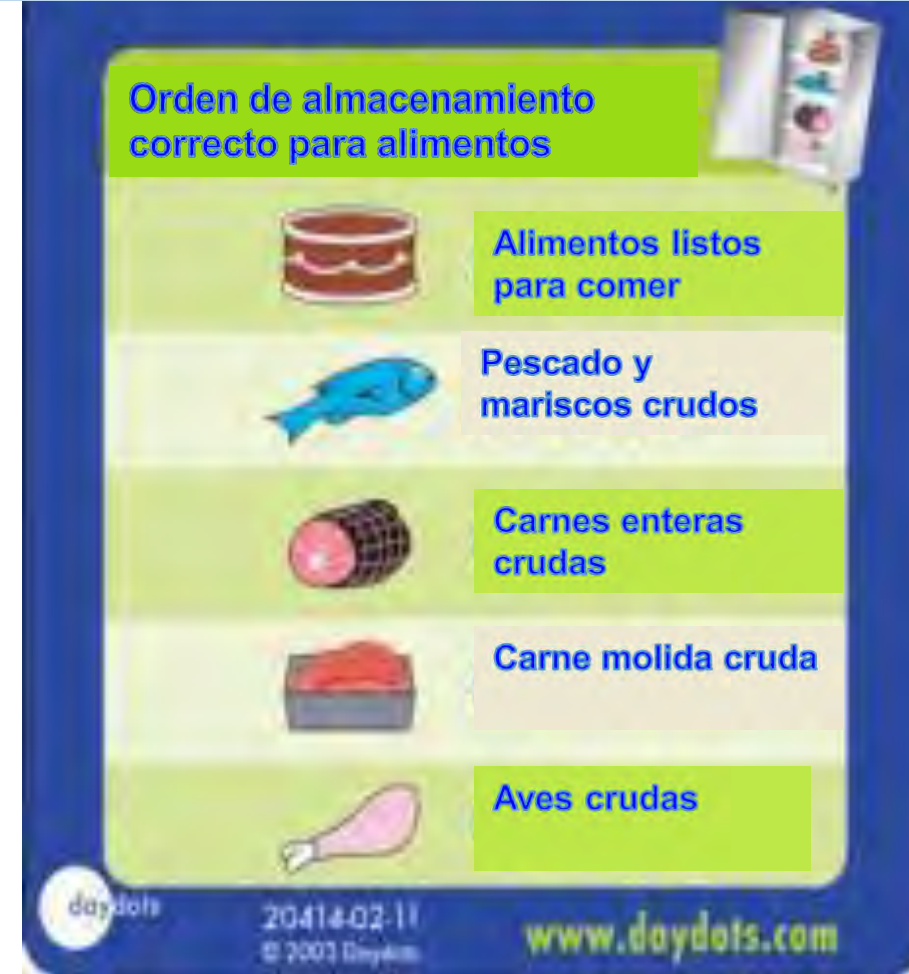 Orden de almacenamiento
correcto para alimentos
Alimentos listos
para comer
Pescado y
mariscos crudos
Carnes enteras
crudas
Carne molida cruda
Aves crudas
daydots
20414-02-11
© 2003 Daydots
www.daydots.com